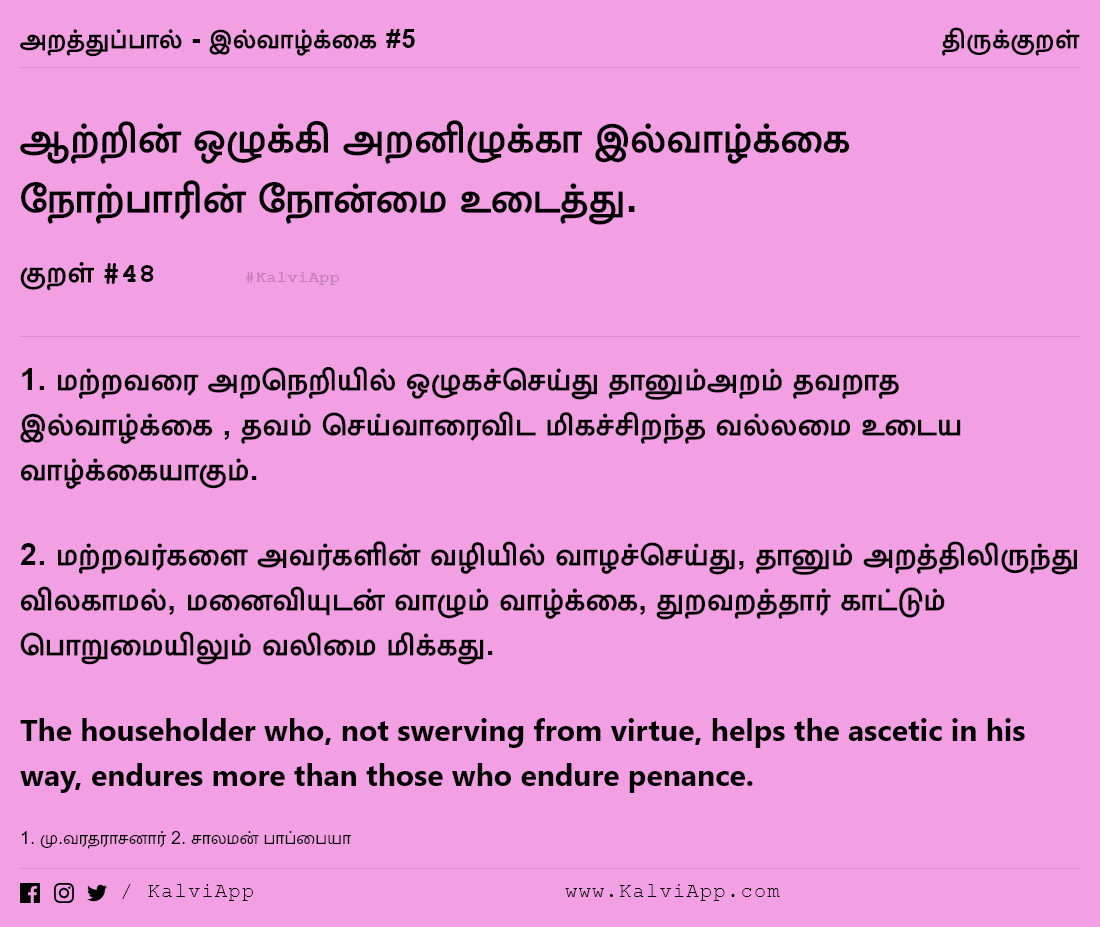 அறத்துப்பால் - இல்வாழ்க்கை #5
திருக்குறள்
ஆற்றின் ஒழுக்கி அறனிழுக்கா இல்வாழ்க்கை
நோற்பாரின் நோன்மை உடைத்து.
குறள் #48
#KalviApp
1. மற்றவரை அறநெறியில் ஒழுகச்செய்து தானும்அறம் தவறாத
இல்வாழ்க்கை , தவம் செய்வாரைவிட மிகச்சிறந்த வல்லமை உடைய
வாழ்க்கையாகும்.
2. மற்றவர்களை அவர்களின் வழியில் வாழச்செய்து, தானும் அறத்திலிருந்து
விலகாமல், மனைவியுடன் வாழும் வாழ்க்கை, துறவறத்தார் காட்டும்
பொறுமையிலும் வலிமை மிக்கது.
The householder who, not swerving from virtue, helps the ascetic in his
way, endures more than those who endure penance.
1. மு.வரதராசனார் 2. சாலமன் பாப்பையா
/ KalviApp
www.KalviApp.com